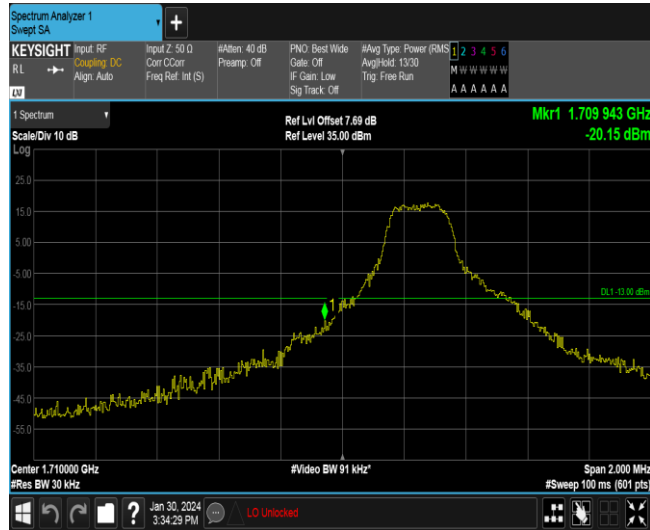 Spectrum Analyzer 1
Swept SA
KEYSIGHT
RL
LXI
Input: RF
Coupling: DC
Align: Auto
Input Z: 50 Ω
Corr CCorr
Freq Ref: Int (S)
#Atten: 40 dB
Preamp: Off
PNO: Best Wide
Gate: Off
IF Gain: Low
Sig Track: Off
#Avg Type: Power (RMS
Avg|Hold: 13/30
Trig: Free Run
1 2 3 4 5 6
M W W W W W
A A A A A A
1 Spectrum
Scale/Div 10 dB
Log
Ref Lvl Offset 7.69 dB
Ref Level 35.00 dBm
Mkr1 1.709 943 GHz
-20.15 dBm
25.0
15.0
5.00
-5.00
DL1 -13.00 dBm
1
-15.0
-25.0
-35.0
-45.0
-55.0
Center 1.710000 GHz
#Video BW 91 kHz*
Span 2.000 MHz
#Res BW 30 kHz
#Sweep 100 ms (601 pts)
?
Jan 30, 2024
3:34:29 PM
LO Unlocked